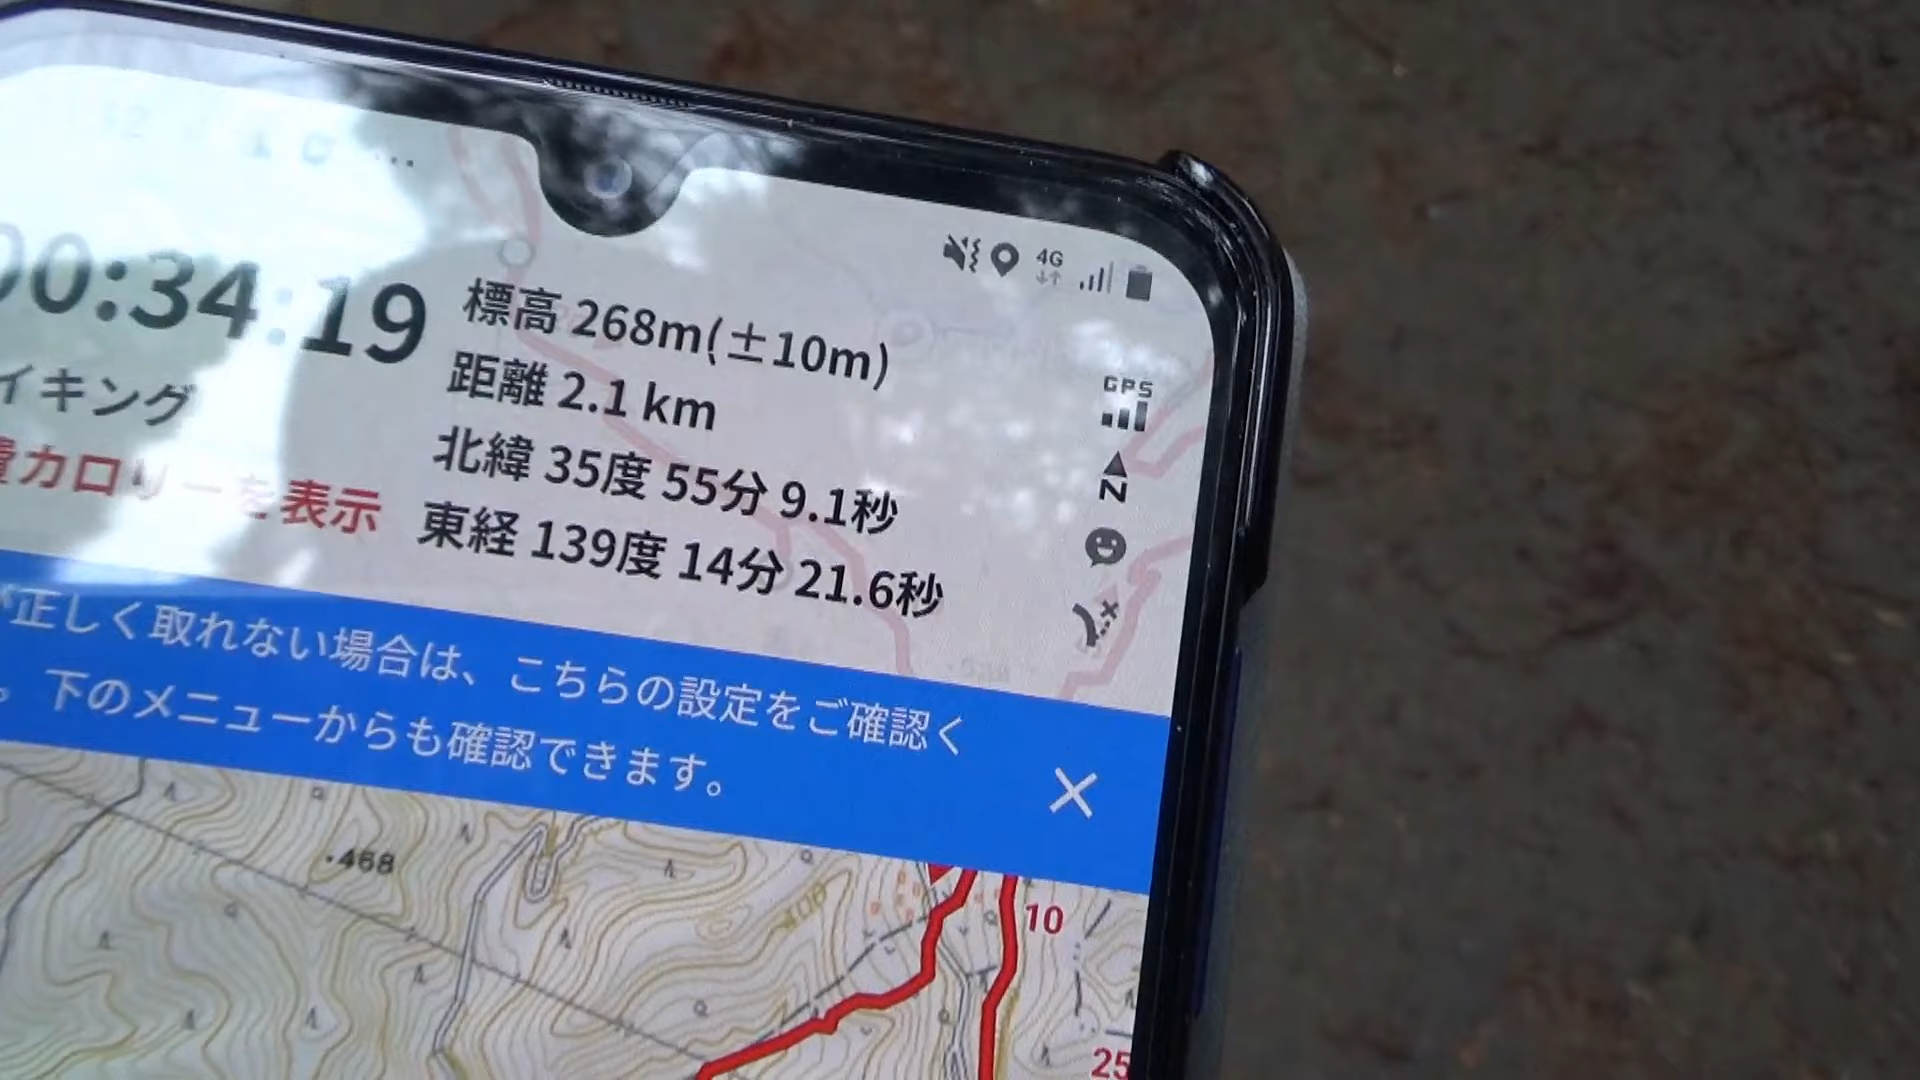 4G
00:34:19
標高 268m(±10m)
距離 2.1 km
北緯 35度 55分 9.1秒
東経 139度 14分 21.6秒
イキング
費カロリーを表示
GPS
N
が正しく取れない場合は、こちらの設定をご確認く
。下のメニューからも確認できます。
·468
400
10
25